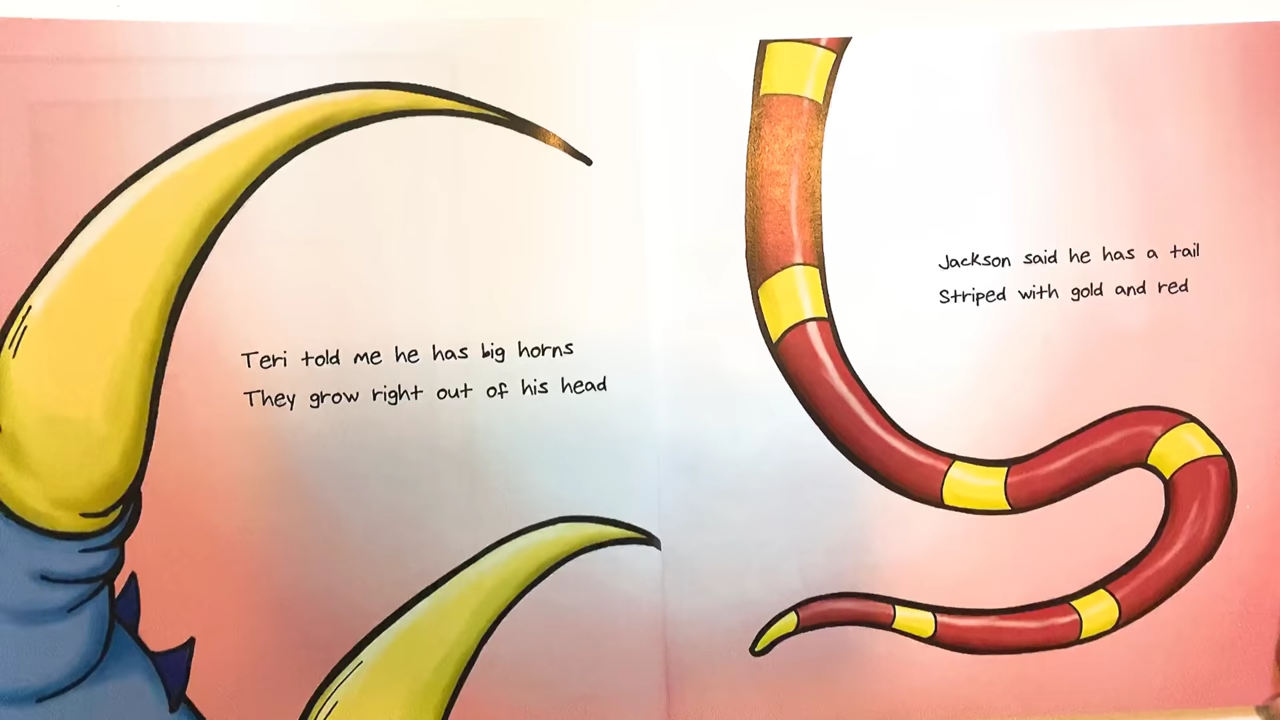 Teri told me he has big horns
They grow right out of his head
Jackson said he has a tail
Striped with gold and red